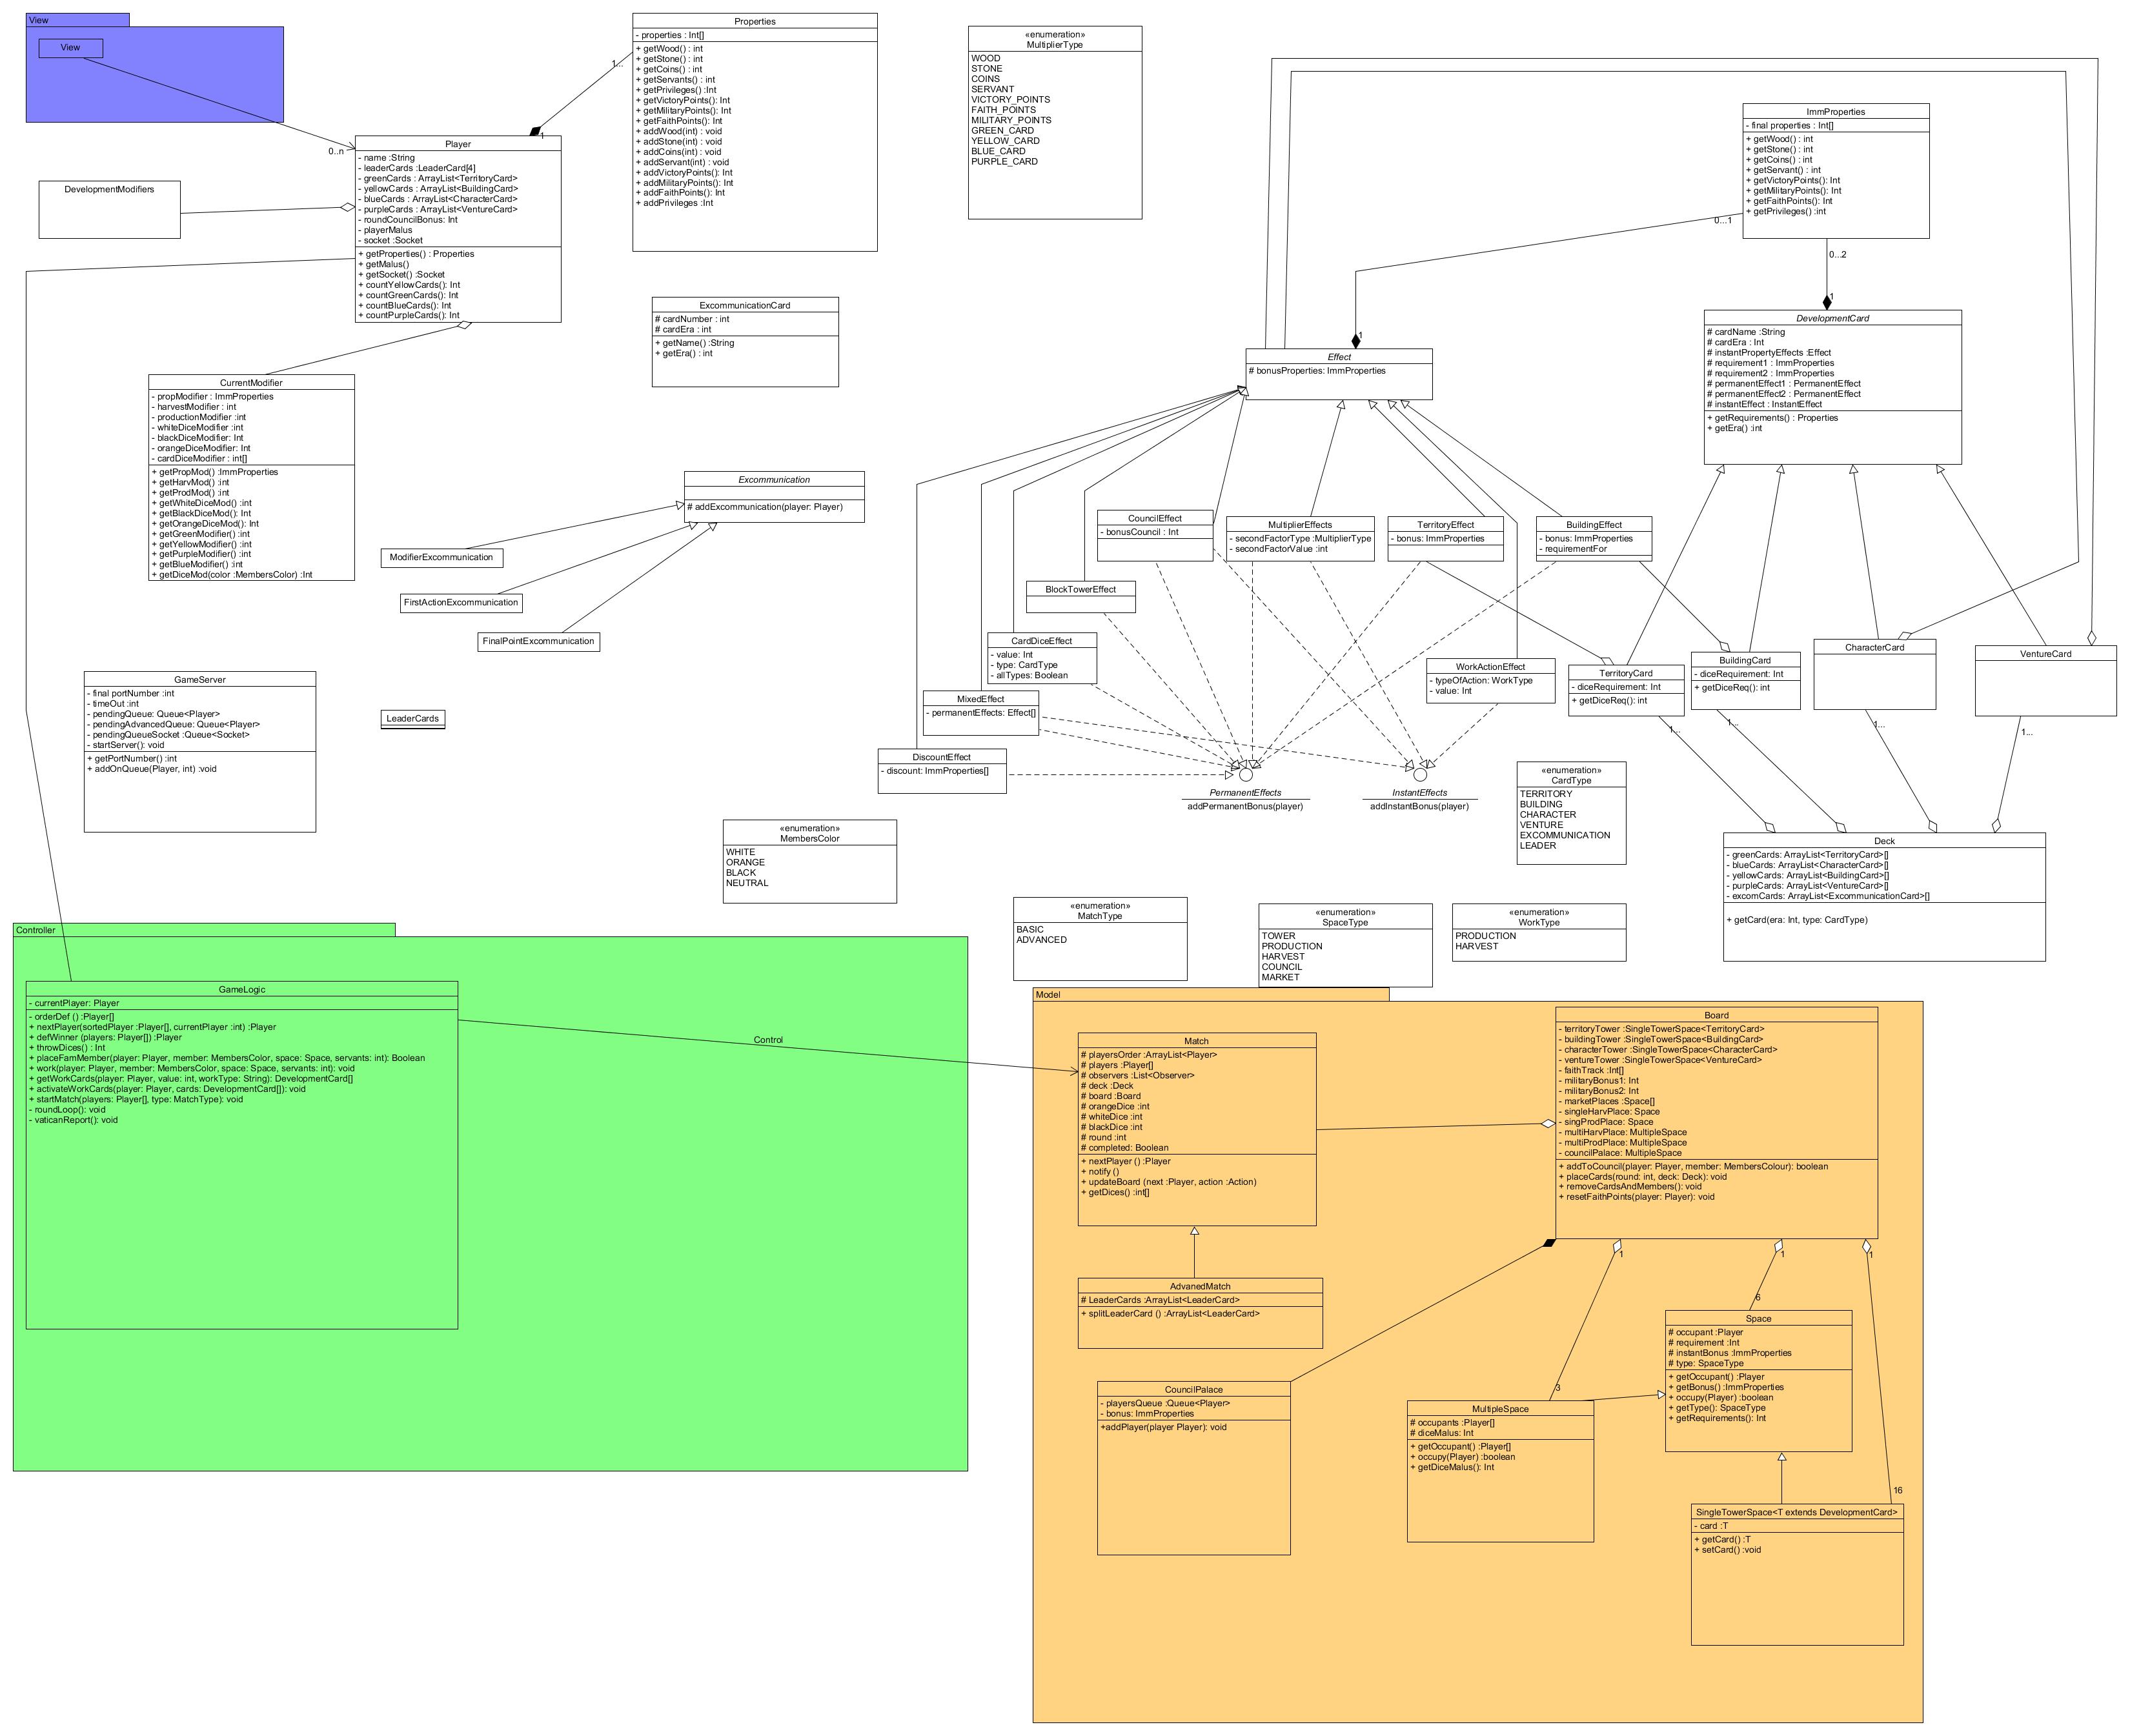 View
View
Properties
- properties : Int[]
+ getWood() : int
+ getStone() : int
+ getCoins() : int
+ getServants() : int
+ getPrivileges() :Int
+ getVictoryPoints(): Int
+ getMilitaryPoints(): Int
+ getFaithPoints(): Int
+ addWood(int) : void
+ addStone(int) : void
+ addCoins(int) : void
+ addServant(int) : void
+ addVictoryPoints(): Int
+ addMilitaryPoints(): Int
+ addFaithPoints(): Int
+ addPrivileges :Int
1...
1
0..n
«enumeration»
MultiplierType
WOOD
STONE
COINS
SERVANT
VICTORY_POINTS
FAITH_POINTS
MILITARY_POINTS
GREEN_CARD
YELLOW_CARD
BLUE_CARD
PURPLE_CARD
ImmProperties
- final properties : Int[]
+ getWood() : int
+ getStone() : int
+ getCoins() : int
+ getServant() : int
+ getVictoryPoints(): Int
+ getMilitaryPoints(): Int
+ getFaithPoints(): Int
+ getPrivileges() :int
0...1
0...2
1
1
Player
- name :String
- leaderCards :LeaderCard[4]
- greenCards : ArrayList<TerritoryCard>
- yellowCards : ArrayList<BuildingCard>
- blueCards : ArrayList<CharacterCard>
- purpleCards : ArrayList<VentureCard>
- roundCouncilBonus: Int
- playerMalus
- socket :Socket
+ getProperties() : Properties
+ getMalus()
+ getSocket() :Socket
+ countYellowCards(): Int
+ countGreenCards(): Int
+ countBlueCards(): Int
+ countPurpleCards(): Int
DevelopmentModifiers
ExcommunicationCard
# cardNumber : int
# cardEra : int
+ getName() :String
+ getEra() : int
DevelopmentCard
# cardName :String
# cardEra : Int
# instantPropertyEffects :Effect
# requirement1 : ImmProperties
# requirement2 : ImmProperties
# permanentEffect1 : PermanentEffect
# permanentEffect2 : PermanentEffect
# instantEffect : InstantEffect
+ getRequirements() : Properties
+ getEra() :int
Effect
# bonusProperties: ImmProperties
CurrentModifier
- propModifier : ImmProperties
- harvestModifier : int
- productionModifier :int
- whiteDiceModifier :int
- blackDiceModifier: Int
- orangeDiceModifier: Int
- cardDiceModifier : int[]
+ getPropMod() :ImmProperties
+ getHarvMod() :int
+ getProdMod() :int
+ getWhiteDiceMod() :int
+ getBlackDiceMod(): Int
+ getOrangeDiceMod(): Int
+ getGreenModifier() :int
+ getYellowModifier() :int
+ getPurpleModifier() :int
+ getBlueModifier() :int
+ getDiceMod(color :MembersColor) :Int
Excommunication
# addExcommunication(player: Player)
ModifierExcommunication
FirstActionExcommunication
FinalPointExcommunication
CouncilEffect
- bonusCouncil : Int
MultiplierEffects
- secondFactorType :MultiplierType
- secondFactorValue :int
TerritoryEffect
- bonus: ImmProperties
BuildingEffect
- bonus: ImmProperties
- requirementFor
BlockTowerEffect
CardDiceEffect
- value: Int
- type: CardType
- allTypes: Boolean
MixedEffect
- permanentEffects: Effect[]
DiscountEffect
- discount: ImmProperties[]
WorkActionEffect
- typeOfAction: WorkType
- value: Int
TerritoryCard
- diceRequirement: Int
+ getDiceReq(): int
BuildingCard
- diceRequirement: Int
+ getDiceReq(): int
CharacterCard
VentureCard
1...
1...
1...
1...
PermanentEffects
addPermanentBonus(player)
InstantEffects
addInstantBonus(player)
GameServer
- final portNumber :int
- timeOut :int
- pendingQueue: Queue<Player>
- pendingAdvancedQueue: Queue<Player>
- pendingQueueSocket :Queue<Socket>
- startServer(): void
+ getPortNumber() :int
+ addOnQueue(Player, int) :void
LeaderCards
«enumeration»
CardType
TERRITORY
BUILDING
CHARACTER
VENTURE
EXCOMMUNICATION
LEADER
Deck
- greenCards: ArrayList<TerritoryCard>[]
- blueCards: ArrayList<CharacterCard>[]
- yellowCards: ArrayList<BuildingCard>[]
- purpleCards: ArrayList<VentureCard>[]
- excomCards: ArrayList<ExcommunicationCard>[]
+ getCard(era: Int, type: CardType)
«enumeration»
MembersColor
WHITE
ORANGE
BLACK
NEUTRAL
«enumeration»
MatchType
BASIC
ADVANCED
«enumeration»
SpaceType
TOWER
PRODUCTION
HARVEST
COUNCIL
MARKET
«enumeration»
WorkType
PRODUCTION
HARVEST
Controller
GameLogic
- currentPlayer: Player
- orderDef () :Player[]
+ nextPlayer(sortedPlayer :Player[], currentPlayer :int) :Player
+ defWinner (players: Player[]) :Player
+ throwDices() : Int
+ placeFamMember(player: Player, member: MembersColor, space: Space, servants: int): Boolean
+ work(player: Player, member: MembersColor, space: Space, servants: int): void
+ getWorkCards(player: Player, value: int, workType: String): DevelopmentCard[]
+ activateWorkCards(player: Player, cards: DevelopmentCard[]): void
+ startMatch(players: Player[], type: MatchType): void
- roundLoop(): void
- vaticanReport(): void
Control
Model
Match
# playersOrder :ArrayList<Player>
# players :Player[]
# observers :List<Observer>
# deck :Deck
# board :Board
# orangeDice :int
# whiteDice :int
# blackDice :int
# round :int
# completed: Boolean
+ nextPlayer () :Player
+ notify ()
+ updateBoard (next :Player, action :Action)
+ getDices() :int[]
Board
- territoryTower :SingleTowerSpace<TerritoryCard>
- buildingTower :SingleTowerSpace<BuildingCard>
- characterTower :SingleTowerSpace<CharacterCard>
- ventureTower :SingleTowerSpace<VentureCard>
- faithTrack :Int[]
- militaryBonus1: Int
- militaryBonus2: Int
- marketPlaces :Space[]
- singleHarvPlace: Space
- singProdPlace: Space
- multiHarvPlace: MultipleSpace
- multiProdPlace: MultipleSpace
- councilPalace: MultipleSpace
+ addToCouncil(player: Player, member: MembersColour): boolean
+ placeCards(round: int, deck: Deck): void
+ removeCardsAndMembers(): void
+ resetFaithPoints(player: Player): void
1
1
1
AdvanedMatch
# LeaderCards :ArrayList<LeaderCard>
+ splitLeaderCard () :ArrayList<LeaderCard>
6
Space
# occupant :Player
# requirement :Int
# instantBonus :ImmProperties
# type: SpaceType
+ getOccupant() :Player
+ getBonus() :ImmProperties
+ occupy(Player) :boolean
+ getType(): SpaceType
+ getRequirements(): Int
CouncilPalace
- playersQueue :Queue<Player>
- bonus: ImmProperties
+addPlayer(player Player): void
3
MultipleSpace
# occupants :Player[]
# diceMalus: Int
+ getOccupant() :Player[]
+ occupy(Player) :boolean
+ getDiceMalus(): Int
16
SingleTowerSpace<T extends DevelopmentCard>
- card :T
+ getCard() :T
+ setCard() :void